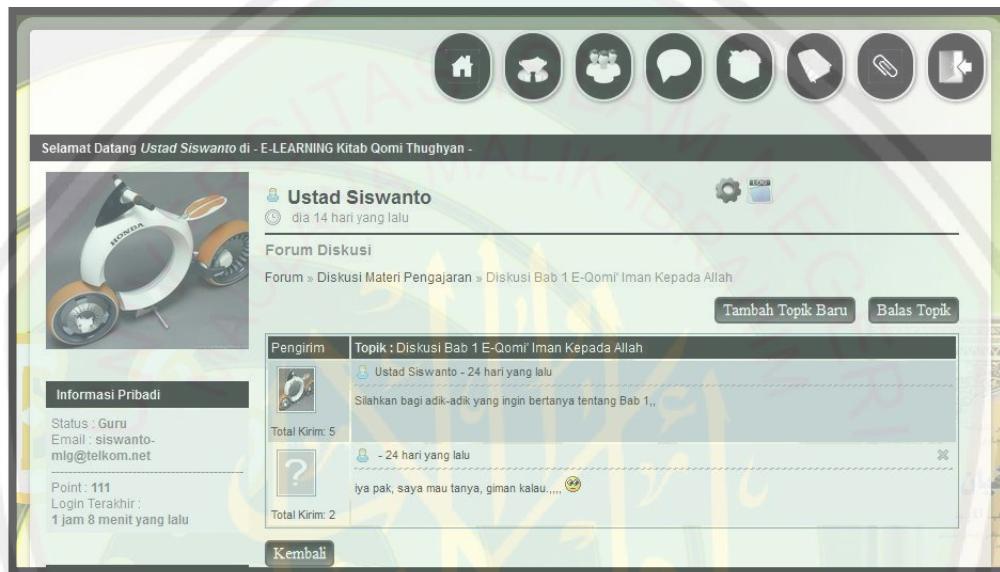 Selamat Datang Ustad Siswanto di - E-LEARNING Kitab Qomi Thughyan -
HONDA
Ustad Siswanto
LOG
dia 14 hari yang lalu
Forum Diskusi
Forum » Diskusi Materi Pengajaran » Diskusi Bab 1 E-Qomi' Iman Kepada Allah
Tambah Topik Baru
Balas Topik
Pengirim
Topik : Diskusi Bab 1 E-Qomi' Iman Kepada Allah
Ustad Siswanto - 24 hari yang lalu
Silahkan bagi adik-adik yang ingin bertanya tentang Bab 1,,
Total Kirim: 5
- 24 hari yang lalu
?
iya pak, saya mau tanya, giman kalau.,,,,
Total Kirim: 2
Kembali
Informasi Pribadi
Status : Guru
Email : siswanto-
mlg@telkom.net
Point : 111
Login Terakhir :
1 jam 8 menit yang lalu